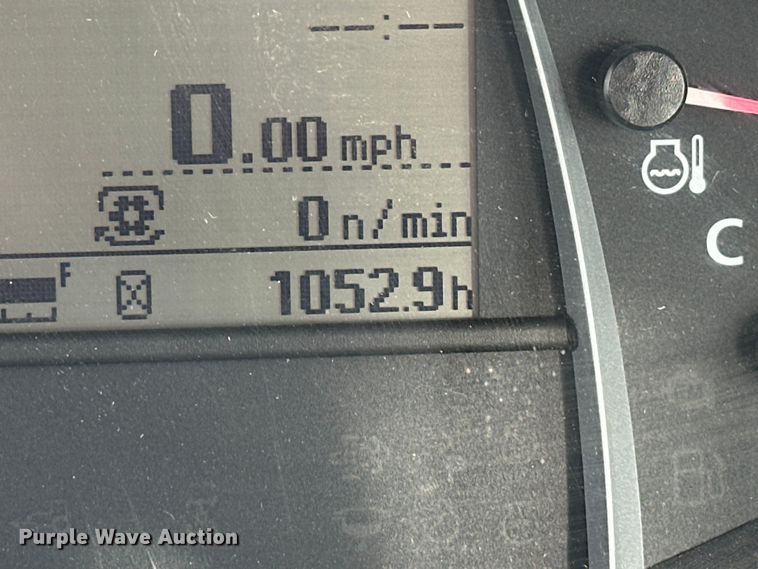 --:--
0.00 mph
0 n/min
F
1052.9h
C
Purple Wave Auction